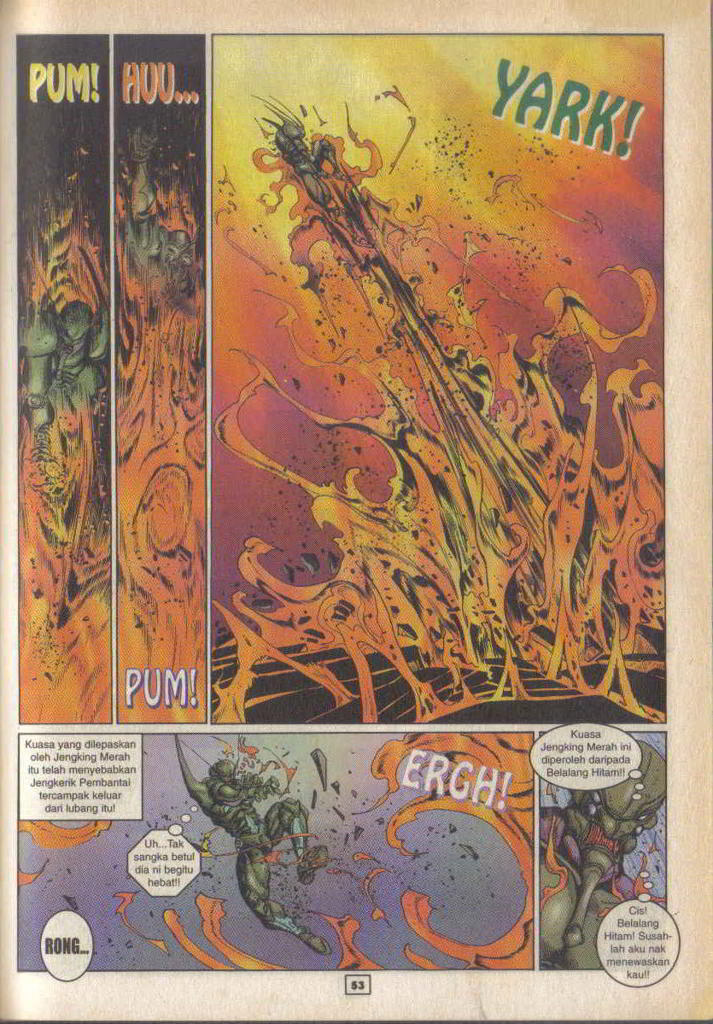 PUM!
HUU...
PUM!
YARK!
Kuasa yang dilepaskan
oleh Jengking Merah
itu telah menyebabkan
Jengkerik Pembantai
tercampak keluar
dari lubang itu!
Uh...Tak
sangka betul
dia ni begitu
hebat!!
RONG...
ERGH!
Kuasa
Jengking Merah ini
diperoleh daripada
Belalang Hitam!!
Cis!
Belalang
Hitam! Susah-
lah aku nak
menewaskan
kau!!
53